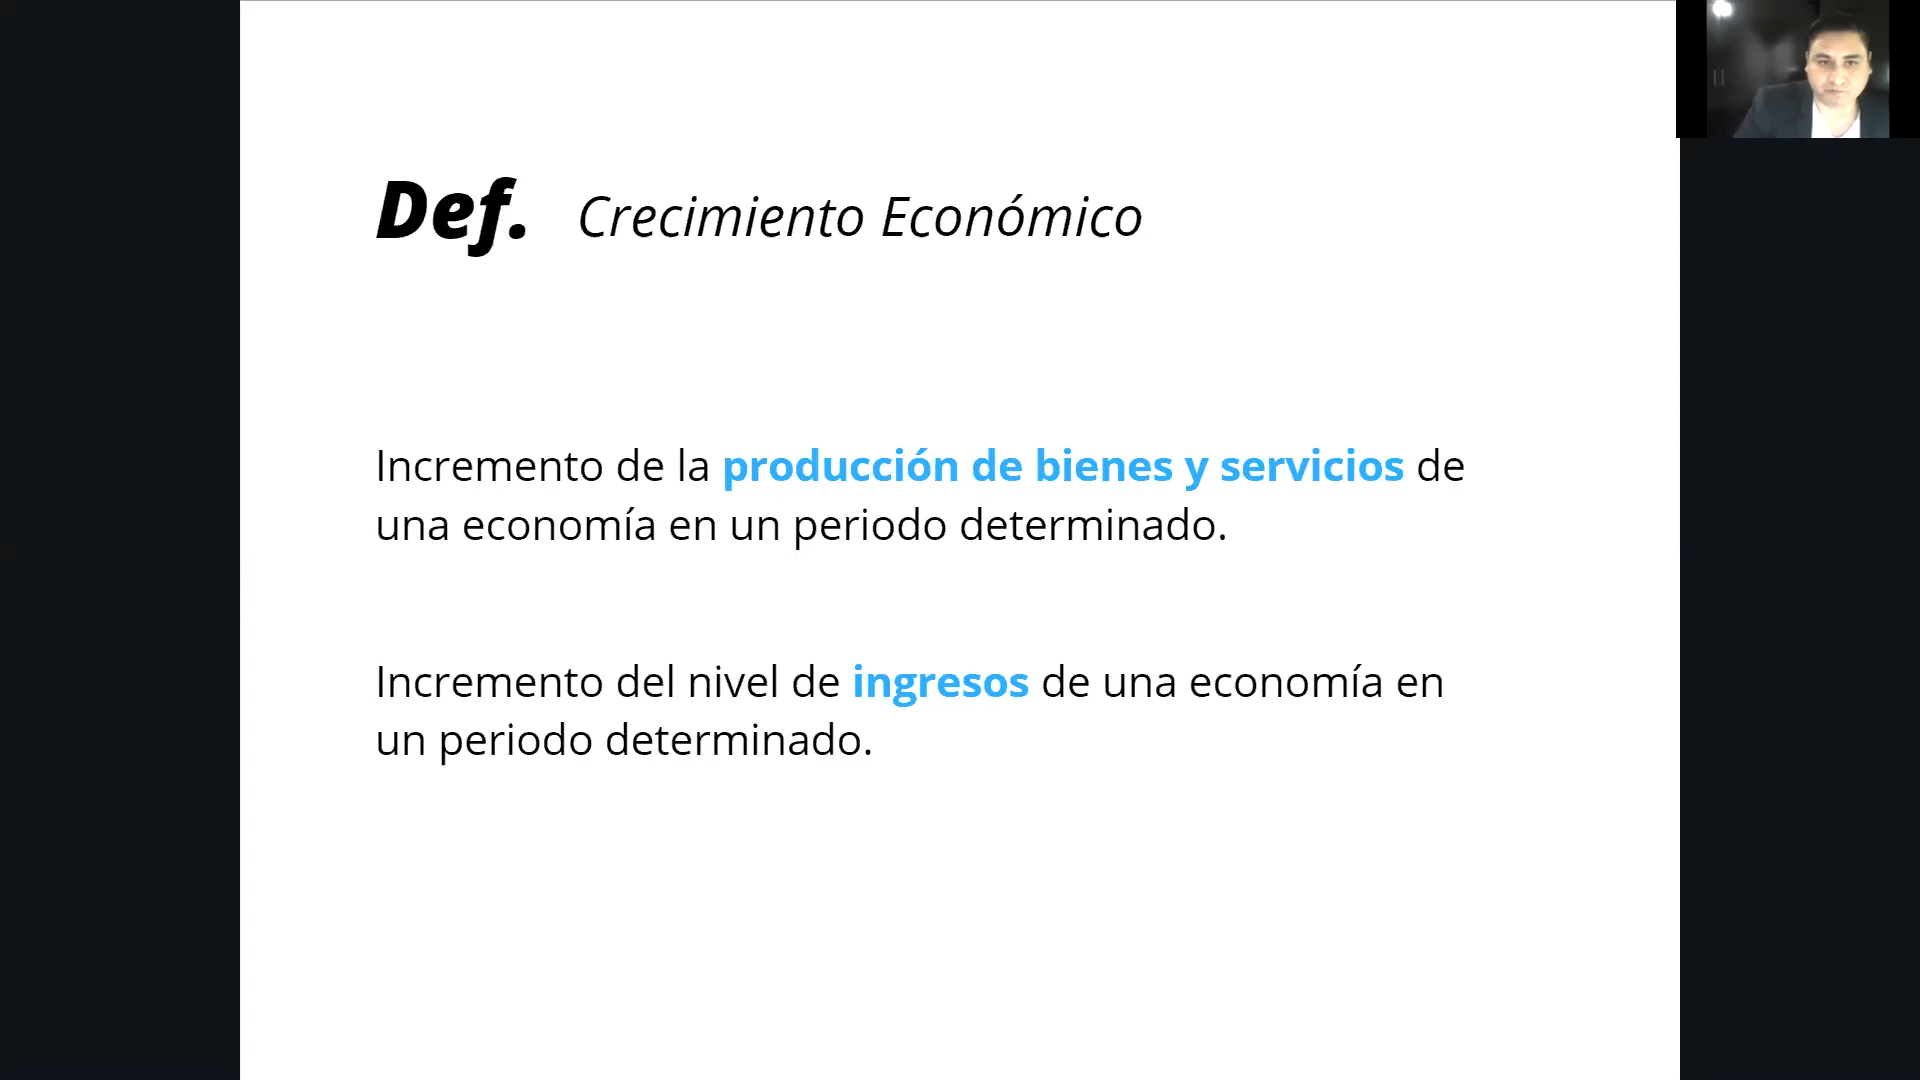 Def. Crecimiento Económico
Incremento de la producción de bienes y servicios de
una economía en un periodo determinado.
Incremento del nivel de ingresos de una economía en
un periodo determinado.